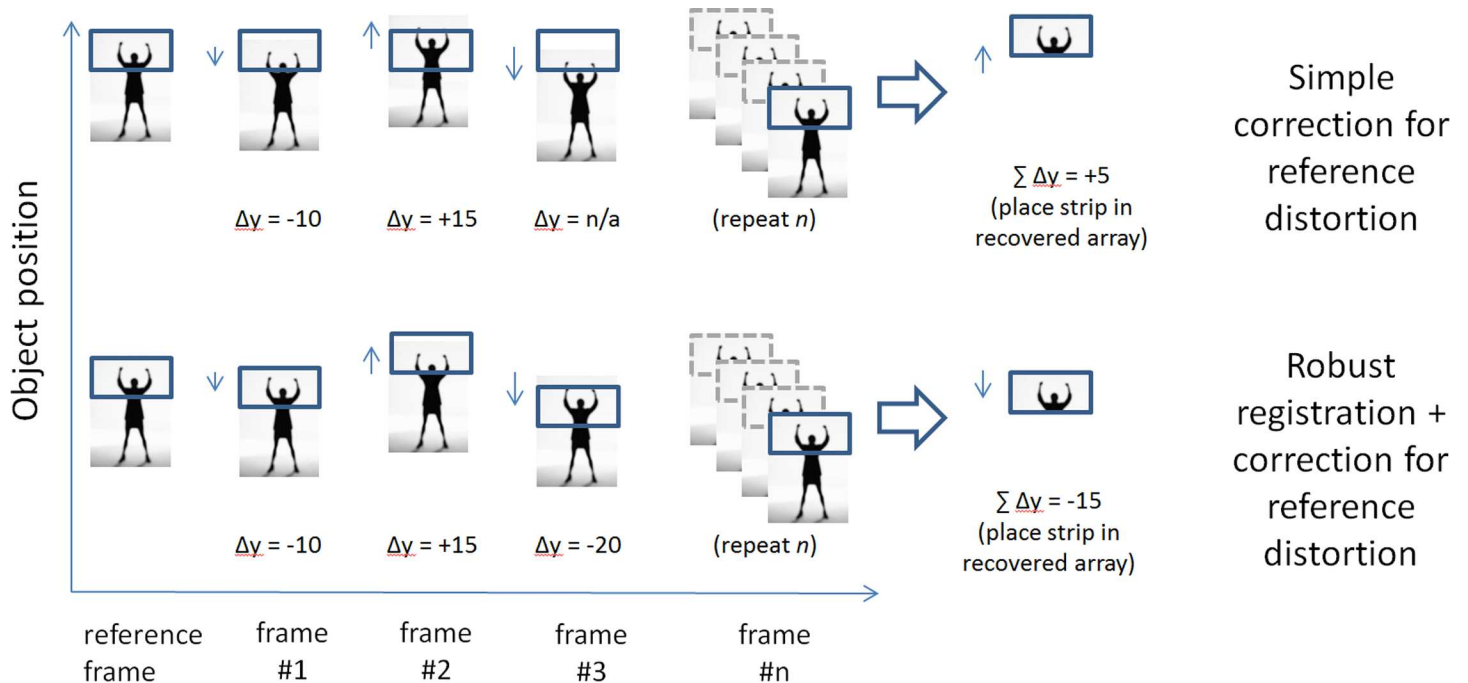 Object position
Δy = -10
Δy = +15
Δy = n/a
(repeat n)
∑ Δy = +5
(place strip in
recovered array)
Simple
correction for
reference
distortion
Δy = -10
Δy = +15
Δy = -20
(repeat n)
∑ Δy = -15
(place strip in
recovered array)
Robust
registration +
correction for
reference
distortion
reference
frame
frame
#1
frame
#2
frame
#3
frame
#n